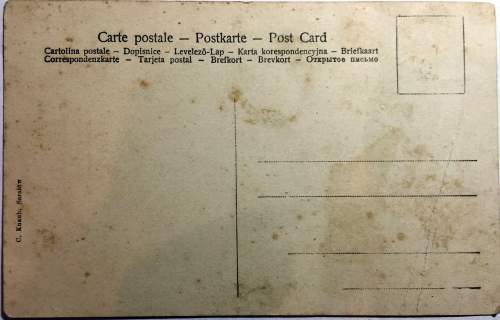 Carte postale – Postkarte – Post Card
Cartolina postale – Dopisnice – Levelező-Lap – Karta korespondencyjna – Briefkaart
Correspondenzkarte – Tarjeta postal – Brefkort – Brevkort – Открытое письмо
C. Knauh,